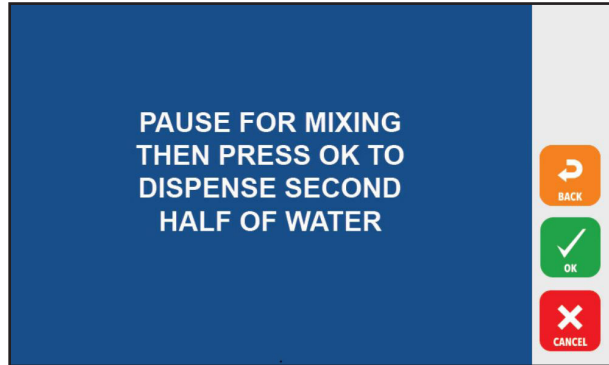 PAUSE FOR MIXING
THEN PRESS OK TO
DISPENSE SECOND
HALF OF WATER
BACK
OK
CANCEL